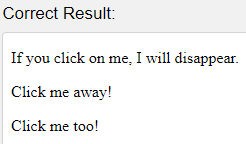 Correct Result:
If you click on me, I will disappear.
Click me away!
Click me too!